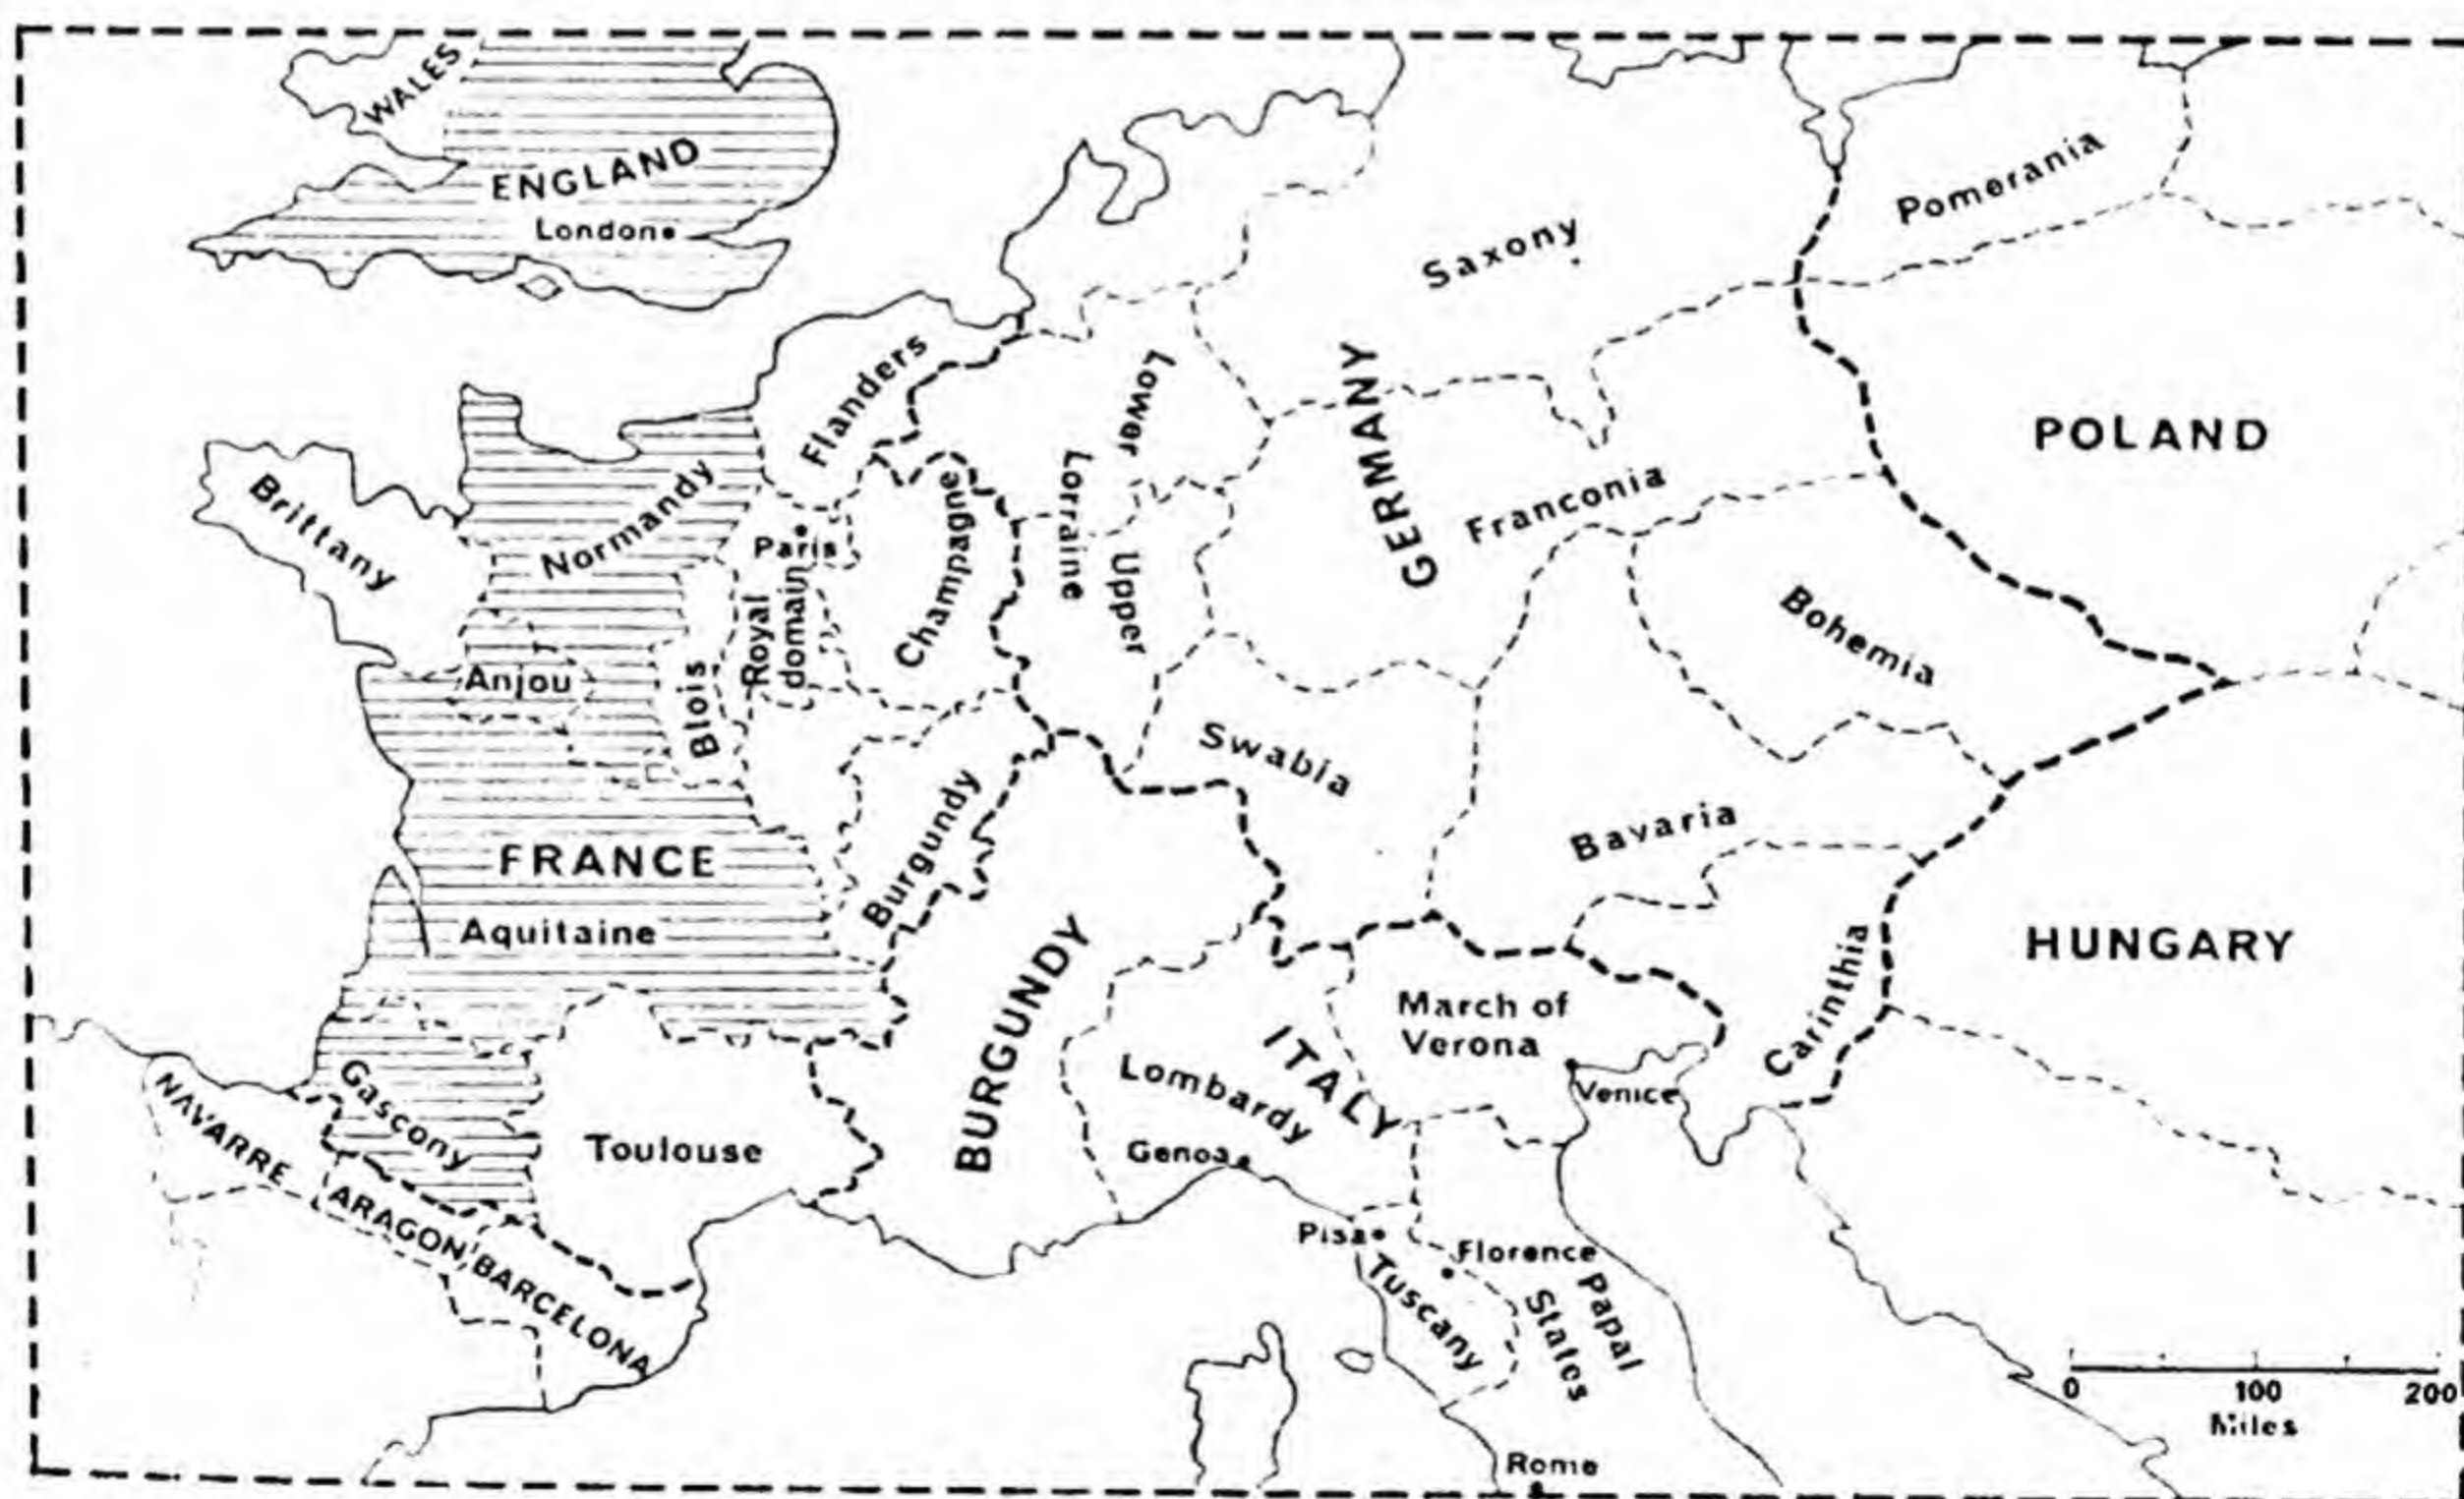 WALES
ENGLAND
London
Saxony
Pomerania
POLAND
Flanders
Lower
Lorraine
Upper
GERMANY
Franconia
Brittany
Normandy
Paris
Royal
domain
Champagne
Bohemia
Anjou
Blois
Swabia
Burgundy
Bavaria
FRANCE
Aquitaine
BURGUNDY
HUNGARY
Carinthia
March of
Verona
ITALY
Lombardy
Venice
Genoa
Gascony
Toulouse
NAVARRE
ARAGON,
BARCELONA
Pisa
Florence
Tuscany
Papal
States
Rome
0 100 200
Miles